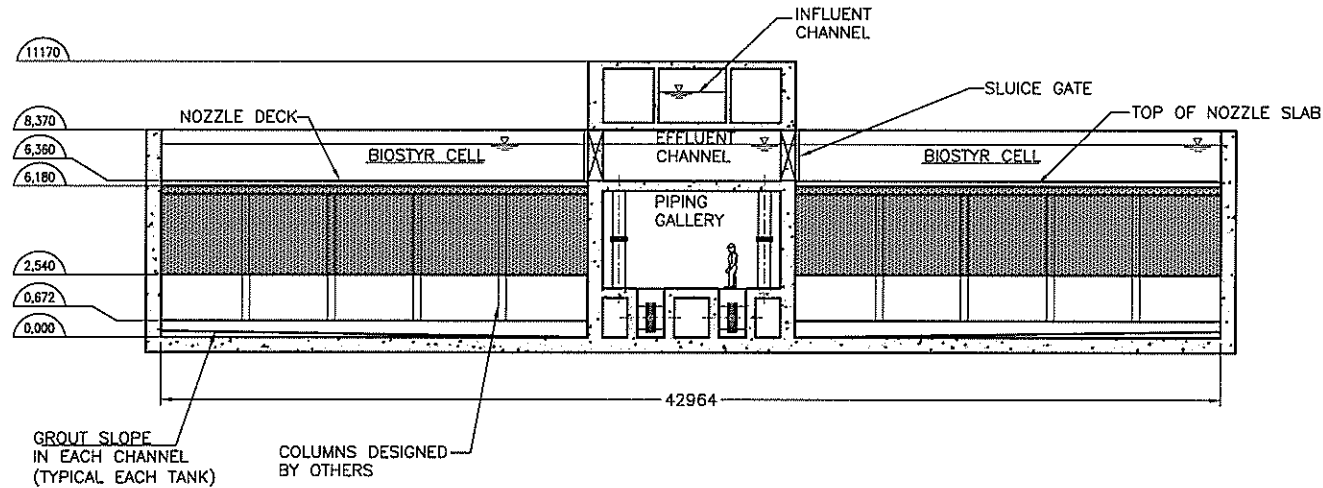 INFLUENT
CHANNEL
11170
SLUICE GATE
NOZZLE DECK
TOP OF NOZZLE SLAB
8,370
EFFLUENT
CHANNEL
6,360
BIOSTYR CELL
BIOSTYR CELL
6,180
PIPING
GALLERY
2,540
0,672
0,000
42964
GROUT SLOPE
IN EACH CHANNEL
(TYPICAL EACH TANK)
COLUMNS DESIGNED
BY OTHERS